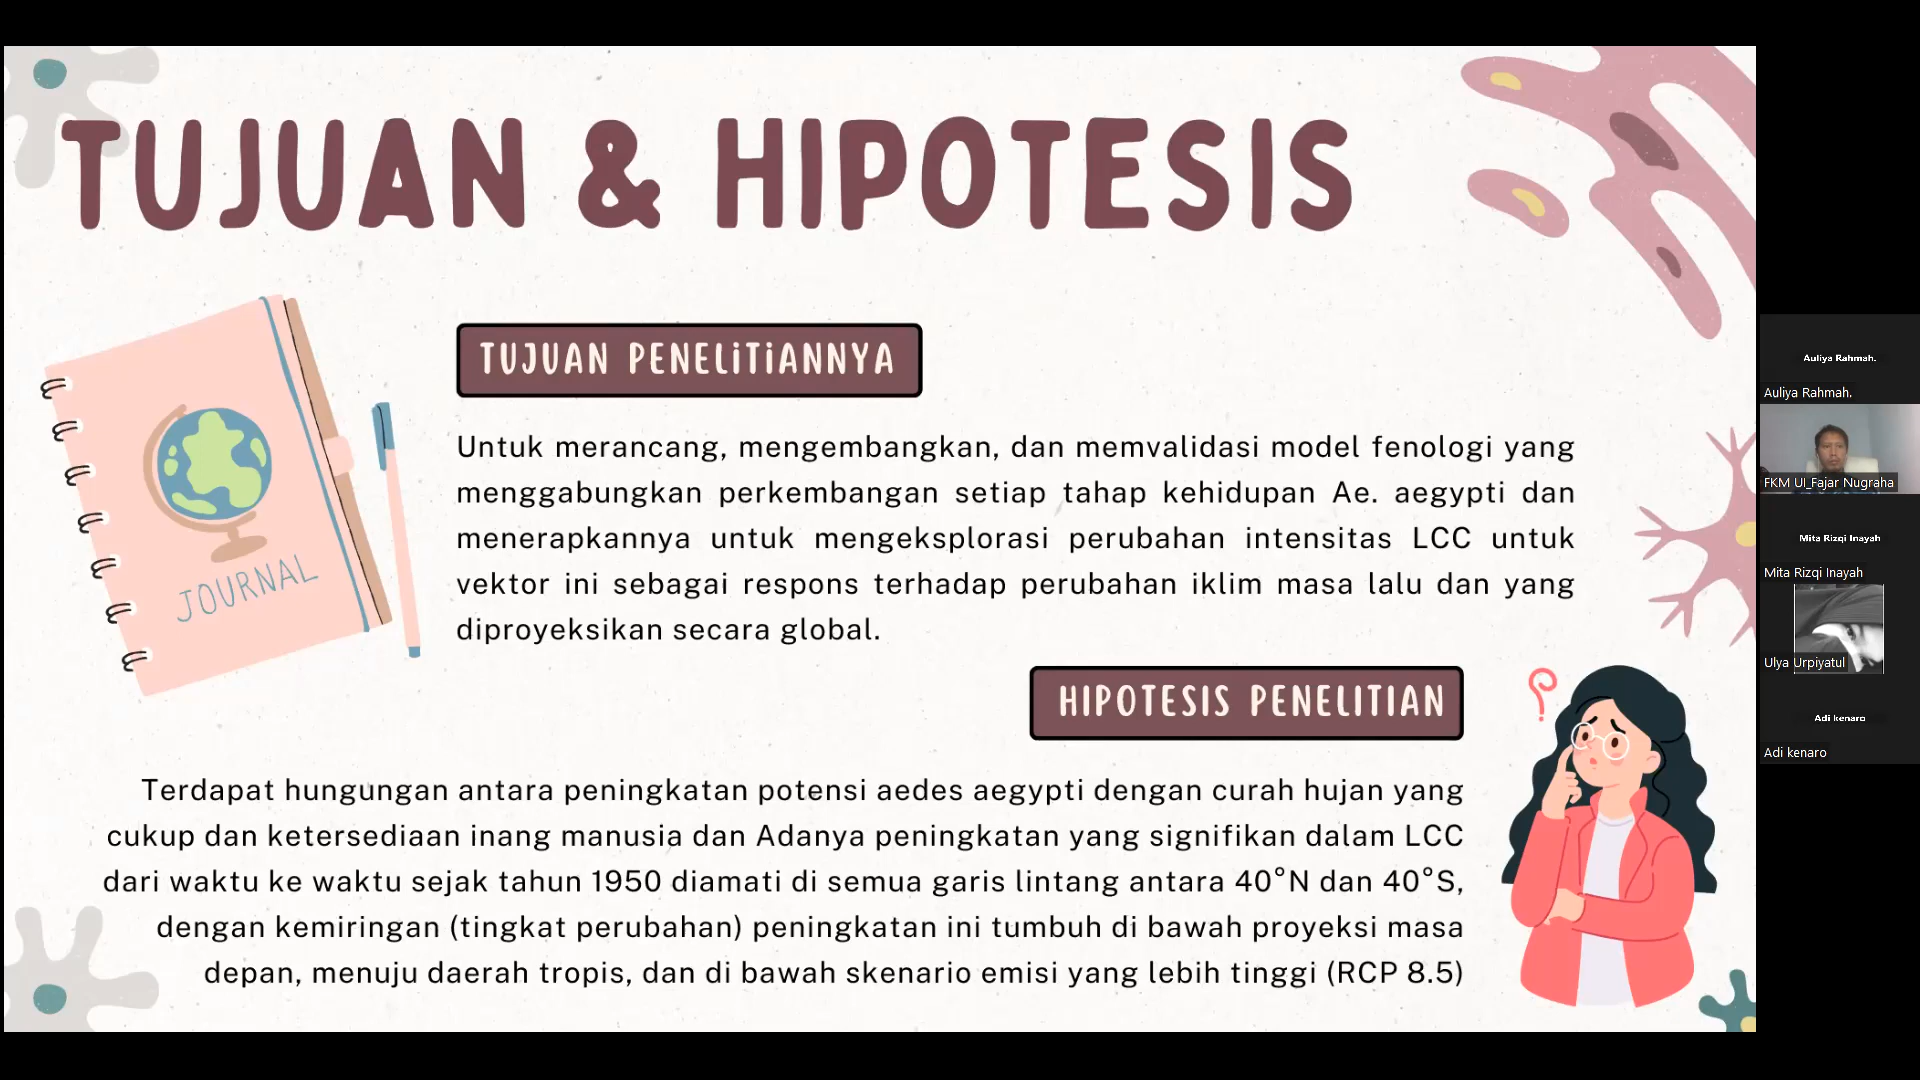 TUJUAN & HIPOTESIS
TUJUAN PENELiTiANNYA
Untuk merancang, mengembangkan, dan memvalidasi model fenologi yang
menggabungkan perkembangan setiap tahap kehidupan Ae. aegypti dan
menerapkannya untuk mengeksplorasi perubahan intensitas LCC untuk
vektor ini sebagai respons terhadap perubahan iklim masa lalu dan yang
diproyeksikan secara global.
JOURNAL
HIPOTESIS PENELITIAN
Terdapat hungungan antara peningkatan potensi aedes aegypti dengan curah hujan yang
cukup dan ketersediaan inang manusia dan Adanya peningkatan yang signifikan dalam LCC
dari waktu ke waktu sejak tahun 1950 diamati di semua garis lintang antara 40°N dan 40°S,
dengan kemiringan (tingkat perubahan) peningkatan ini tumbuh di bawah proyeksi masa
depan, menuju daerah tropis, dan di bawah skenario emisi yang lebih tinggi (RCP 8.5)
Auliya Rahmah.
Auliya Rahmah.
FKM UI_Fajar Nugraha
Mita Rizqi Inayah
Mita Rizqi Inayah
Ulya Urpiyatul
Adi kenaro
Adi kenaro